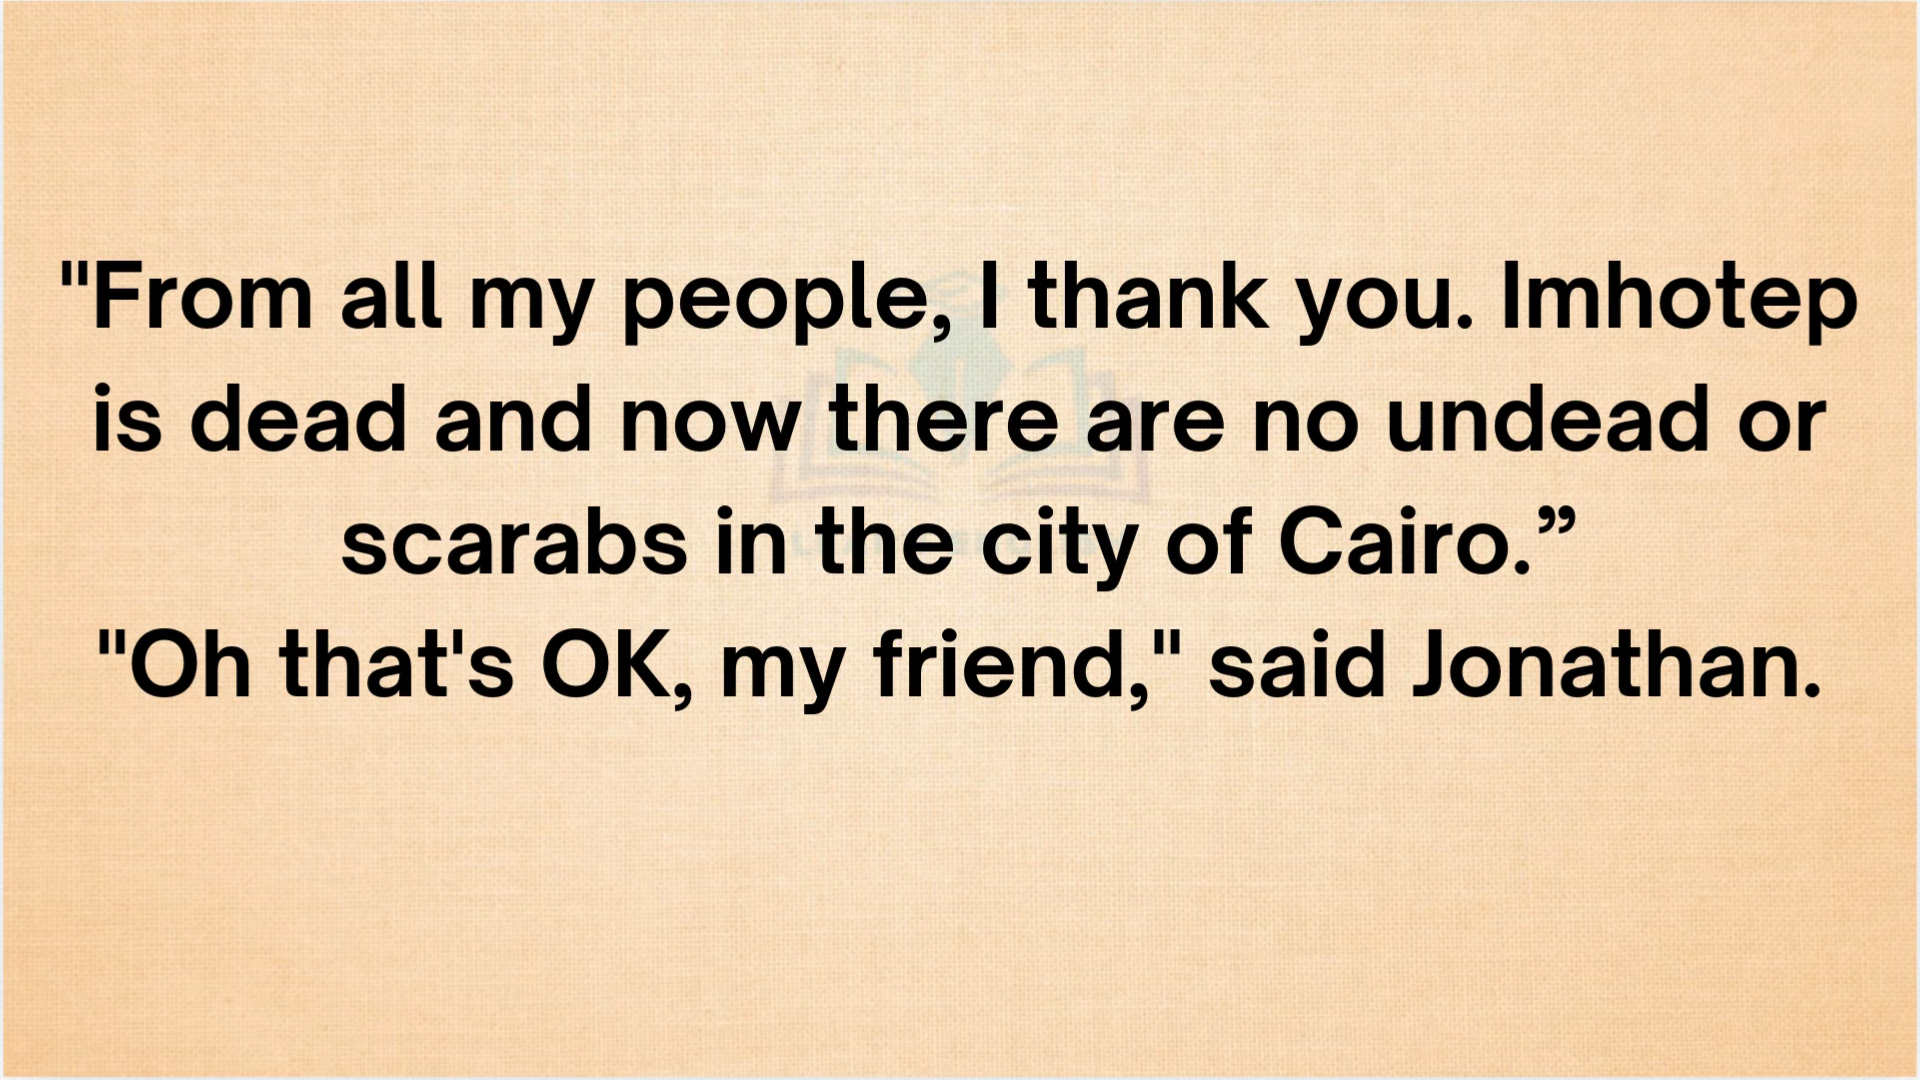 "From all my people, I thank you. Imhotep
is dead and now there are no undead or
scarabs in the city of Cairo.”
"Oh that's OK, my friend," said Jonathan.